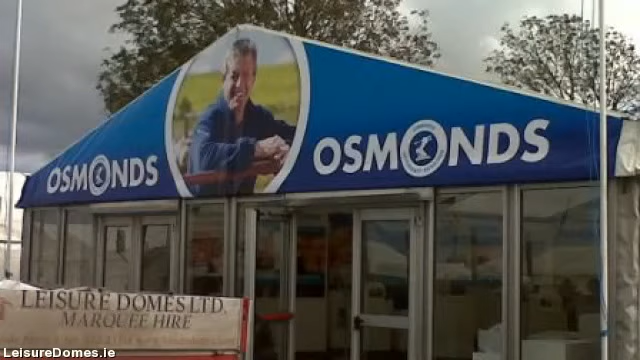 OSMONDS
OSMONDS
LEISURE DOMES LTD.
MARQUEE HIRE
LeisureDomes.ie